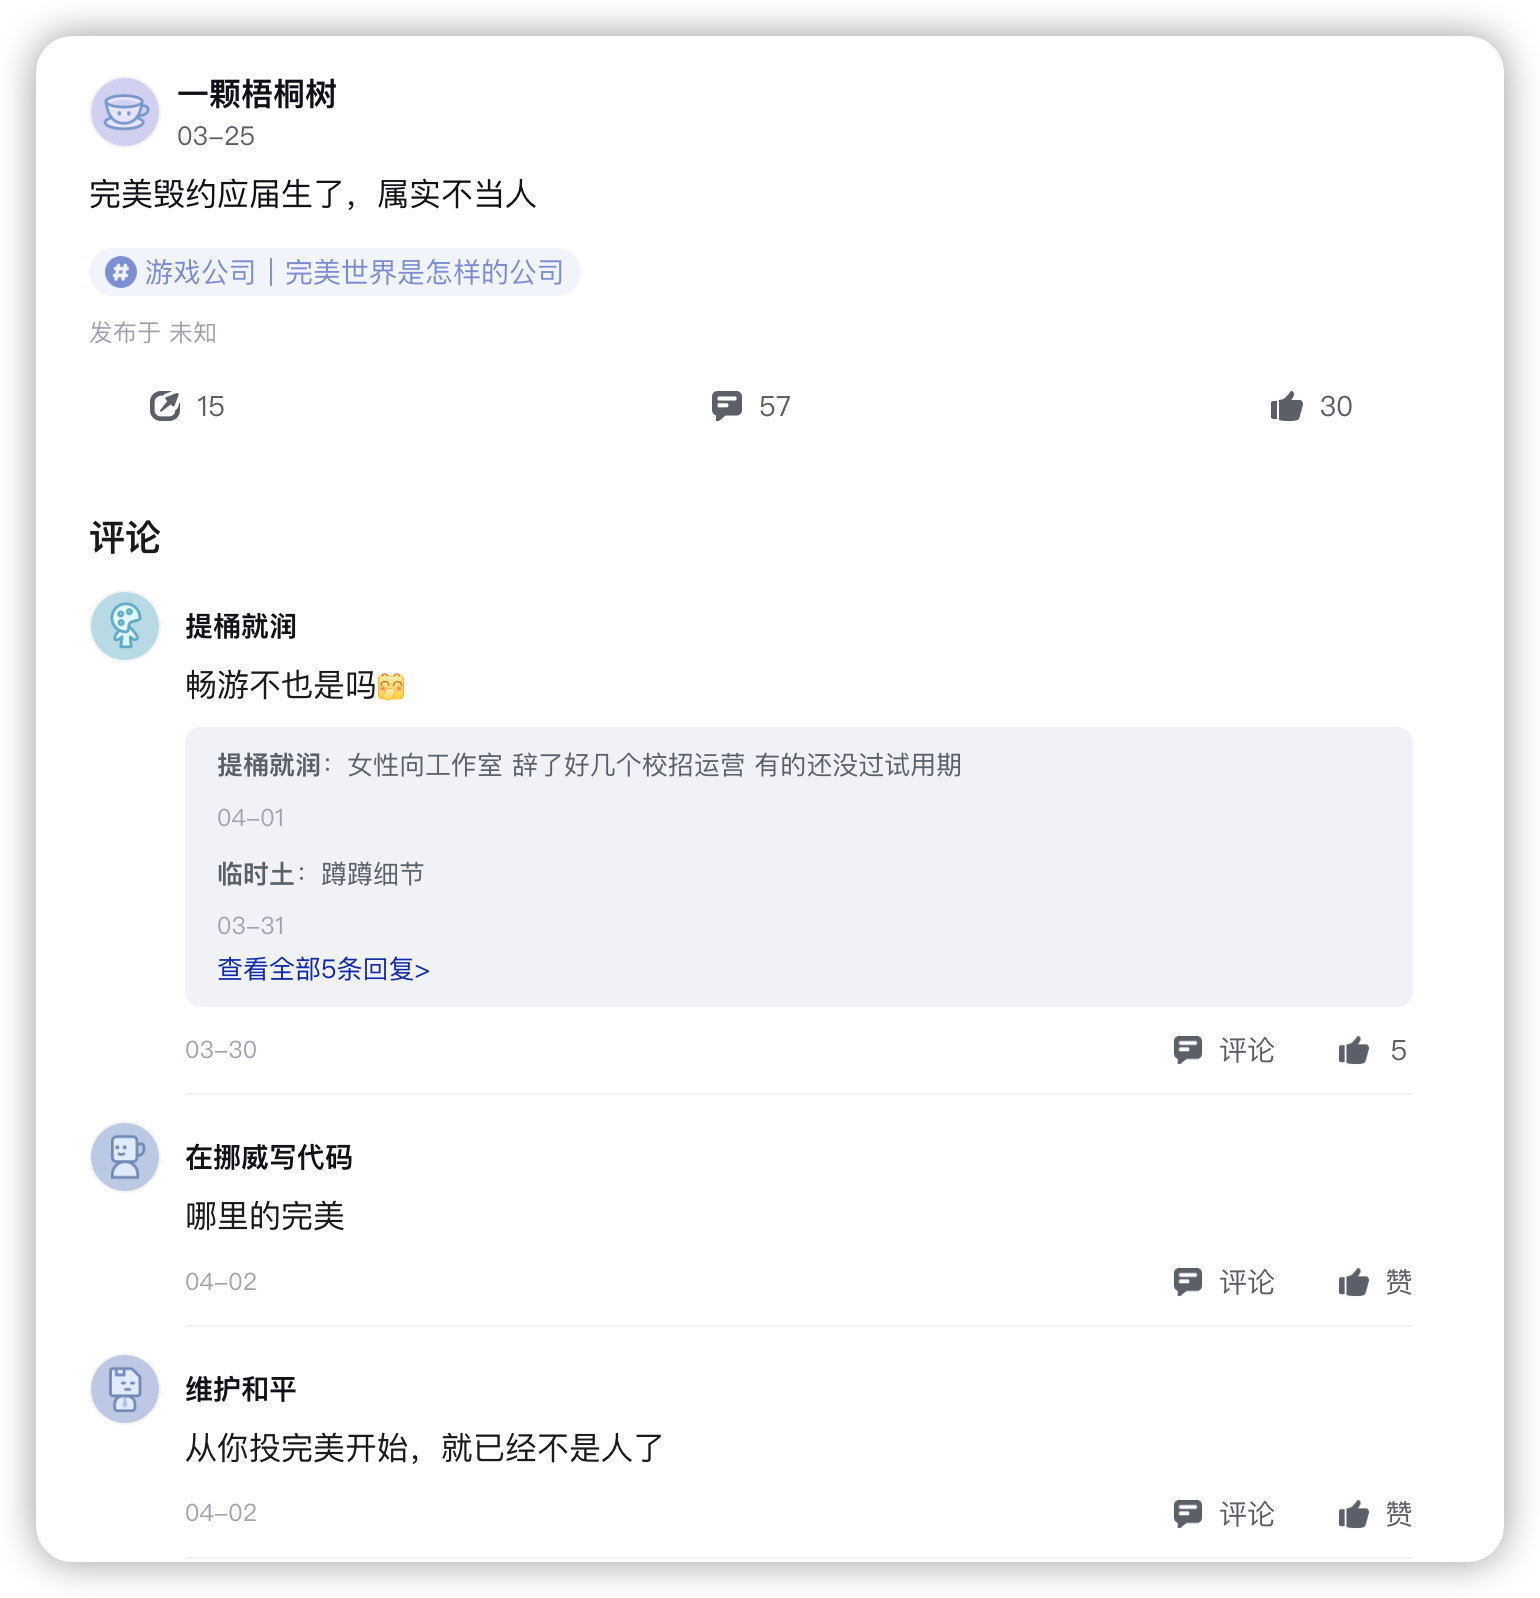 一颗梧桐树
03-25
完美毁约应届生了，属实不当人
# 游戏公司｜完美世界是怎样的公司
发布于 未知
15 57 30
评论
提桶就润
畅游不也是吗🤭
提桶就润：女性向工作室 辞了好几个校招运营 有的还没过试用期
04-01
临时土：蹲蹲细节
03-31
查看全部5条回复>
03-30 评论 5
在挪威写代码
哪里的完美
04-02 评论 赞
维护和平
从你投完美开始，就已经不是人了
04-02 评论 赞